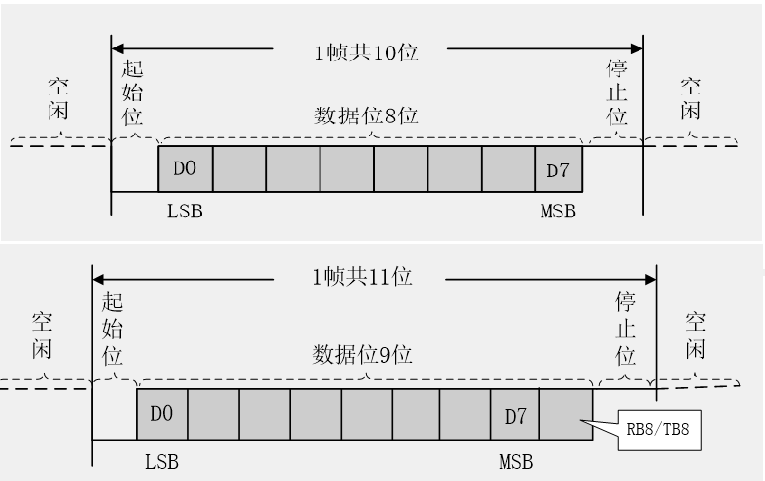 1帧共10位
空闲
起始位
数据位8位
停止位
空闲
D0
D7
LSB
MSB
1帧共11位
空闲
起始位
数据位9位
停止位
空闲
D0
D7
RB8/TB8
LSB
MSB